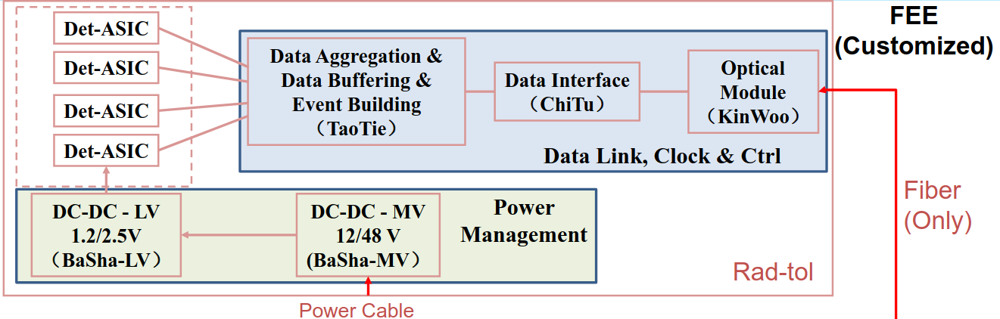 Det-ASIC
Det-ASIC
Det-ASIC
Det-ASIC
Data Aggregation &
Data Buffering &
Event Building
（TaoTie）
Data Interface
（ChiTu）
Optical
Module
（KinWoo）
Data Link, Clock & Ctrl
FEE
(Customized)
Fiber
(Only)
DC-DC - LV
1.2/2.5V
（BaSha-LV）
DC-DC - MV
12/48 V
(BaSha-MV)
Power
Management
Rad-tol
Power Cable